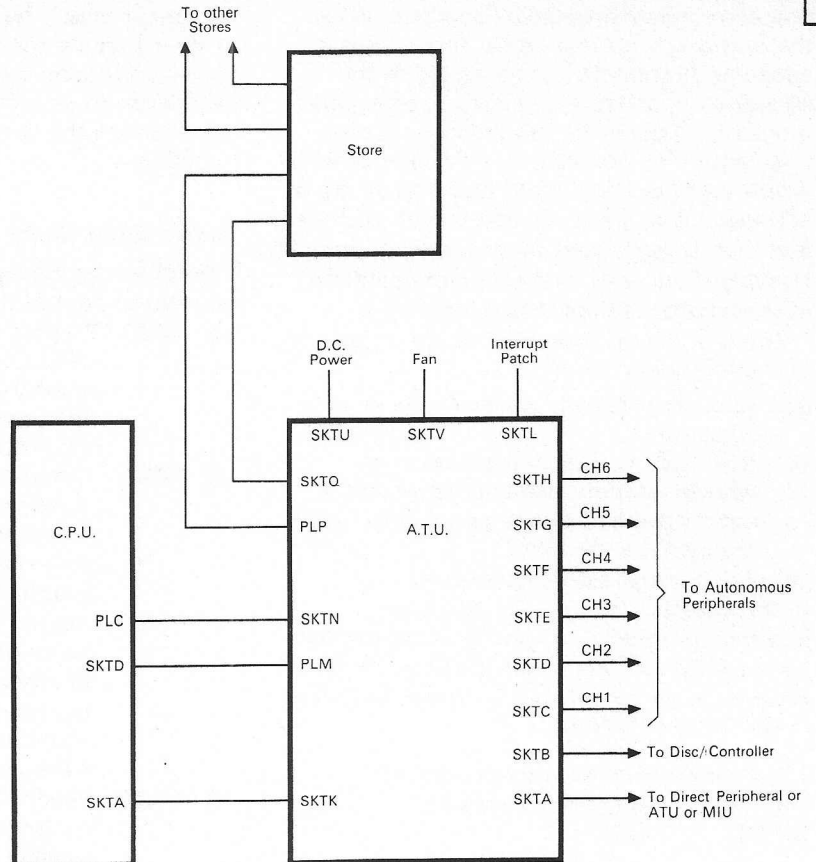 To other
Stores
Store
D.C.
Power
Fan
Interrupt
Patch
SKTU
SKTV
SKTL
SKTQ
SKTH
CH6
PLP
A.T.U.
SKTG
CH5
C.P.U.
SKTF
CH4
To Autonomous
Peripherals
PLC
SKTN
SKTE
CH3
SKTD
PLM
SKTD
CH2
SKTC
CH1
SKTB
To Disc/Controller
SKTA
SKTK
SKTA
To Direct Peripheral or
ATU or MIU